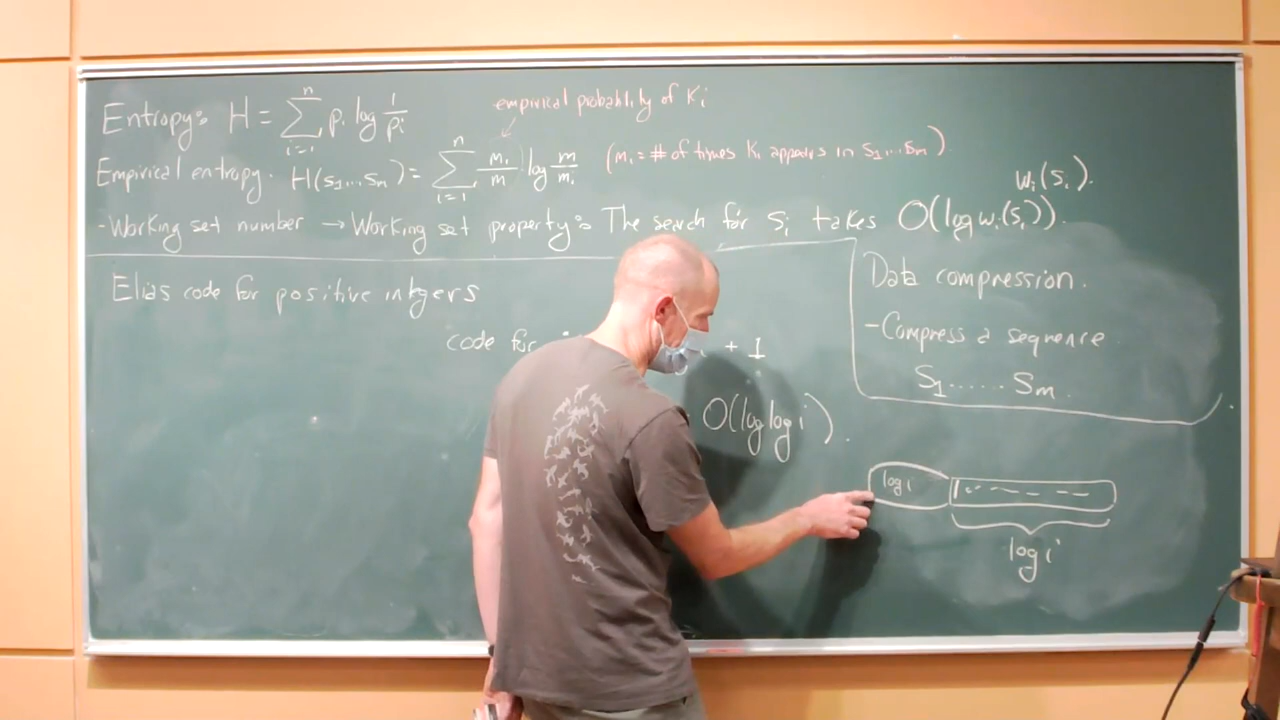 Entropy: H = ∑_{i=1}^{n} p_i log 1/p_i
empirical probability of K_i
Empirical entropy. H(s_1...s_m) = ∑_{i=1}^{n} m_i/m log m/m_i (m_i = # of times K_i appears in s_1...s_m).
w_i(s_i).
- Working set number → Working set property: The search for s_i takes O(log w_i(s_i)).
Elias code for positive integers
code for + 1
O(log log i).
Data compression.
- Compress a sequence
S_1 ...... S_m.
log i 1
log i